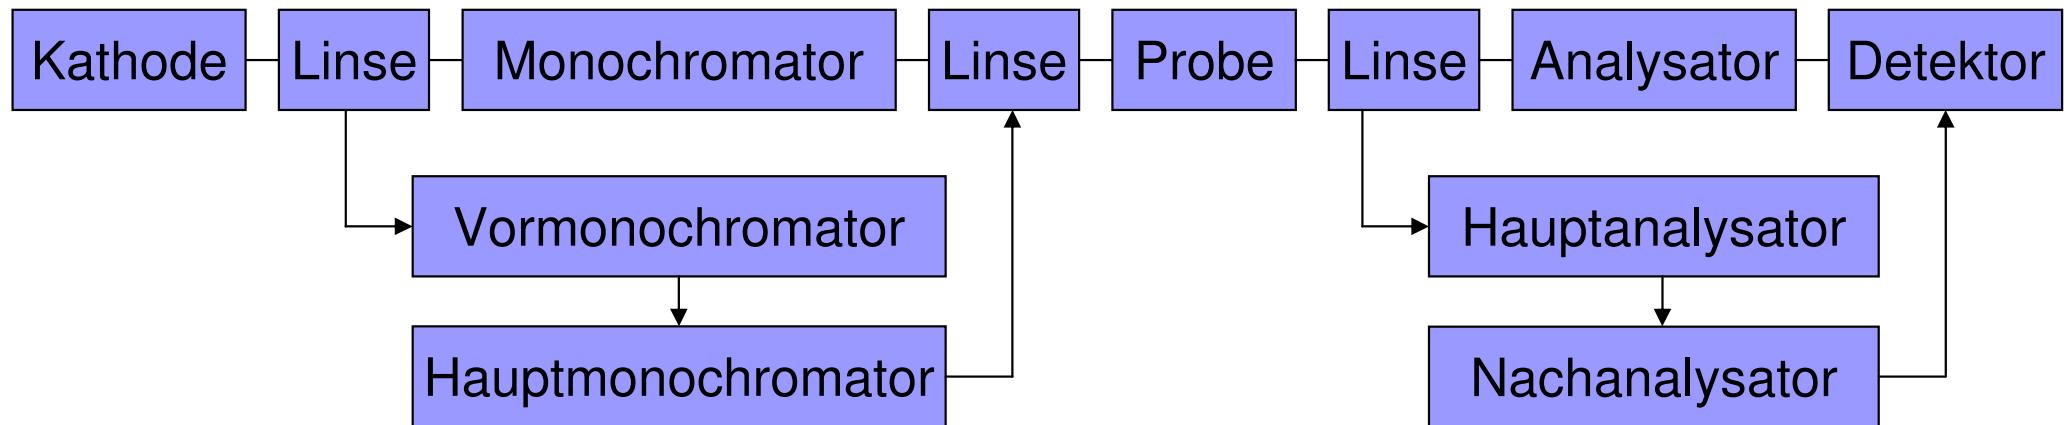 Kathode Linse Monochromator Linse Probe Linse Analysator Detektor
Vormonochromator Hauptanalysator
Hauptmonochromator Nachanalysator